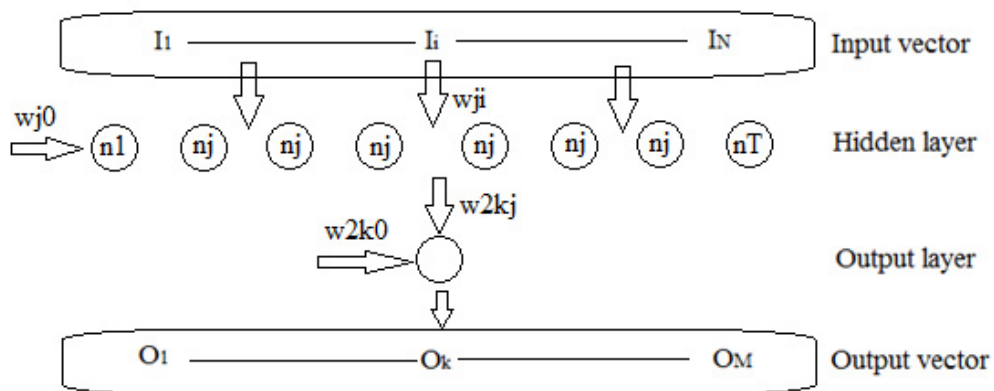 I1 Ii IN Input vector
wji
wj0
n1 nj nj nj nj nj nj nT Hidden layer
w2kj
w2k0
Output layer
O1 Ok OM Output vector